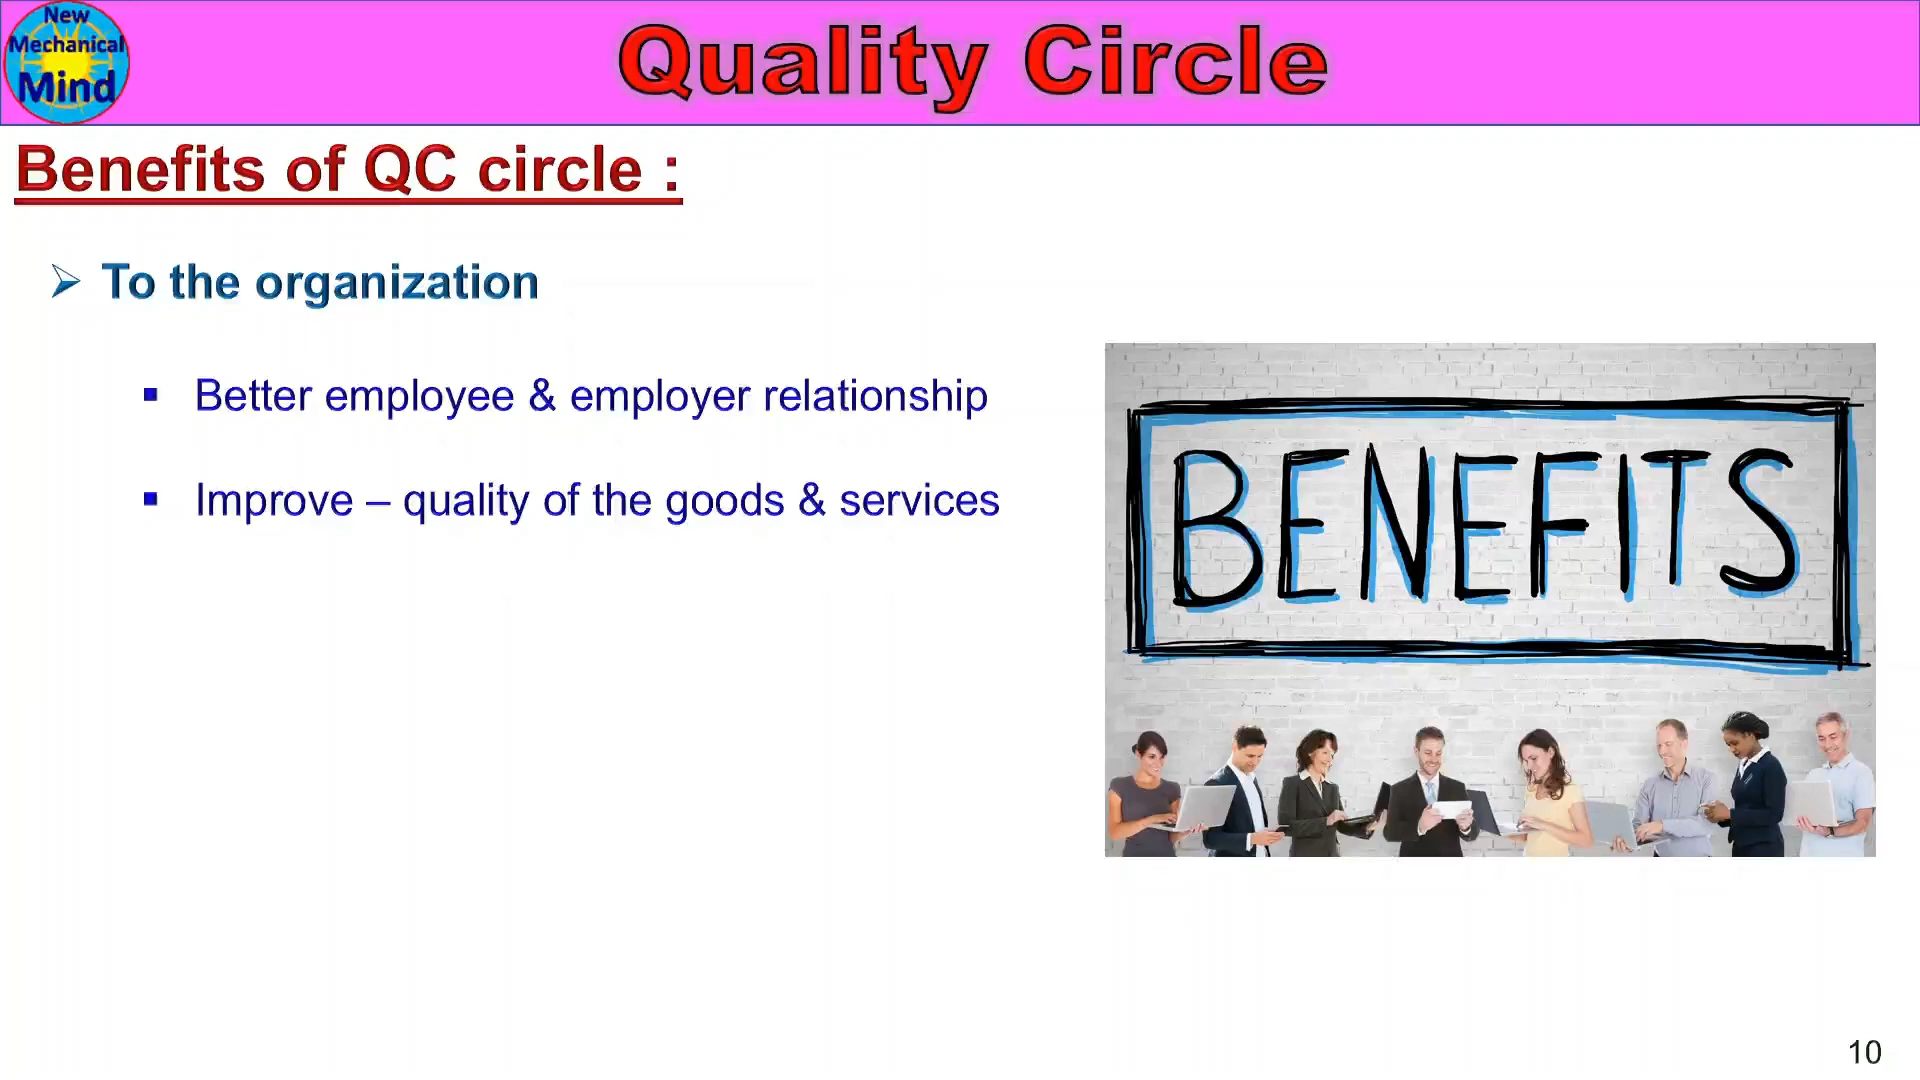 New
Mechanical
Mind
Quality Circle
Benefits of QC circle :
➢ To the organization
▪ Better employee & employer relationship
▪ Improve – quality of the goods & services
BENEFITS
10